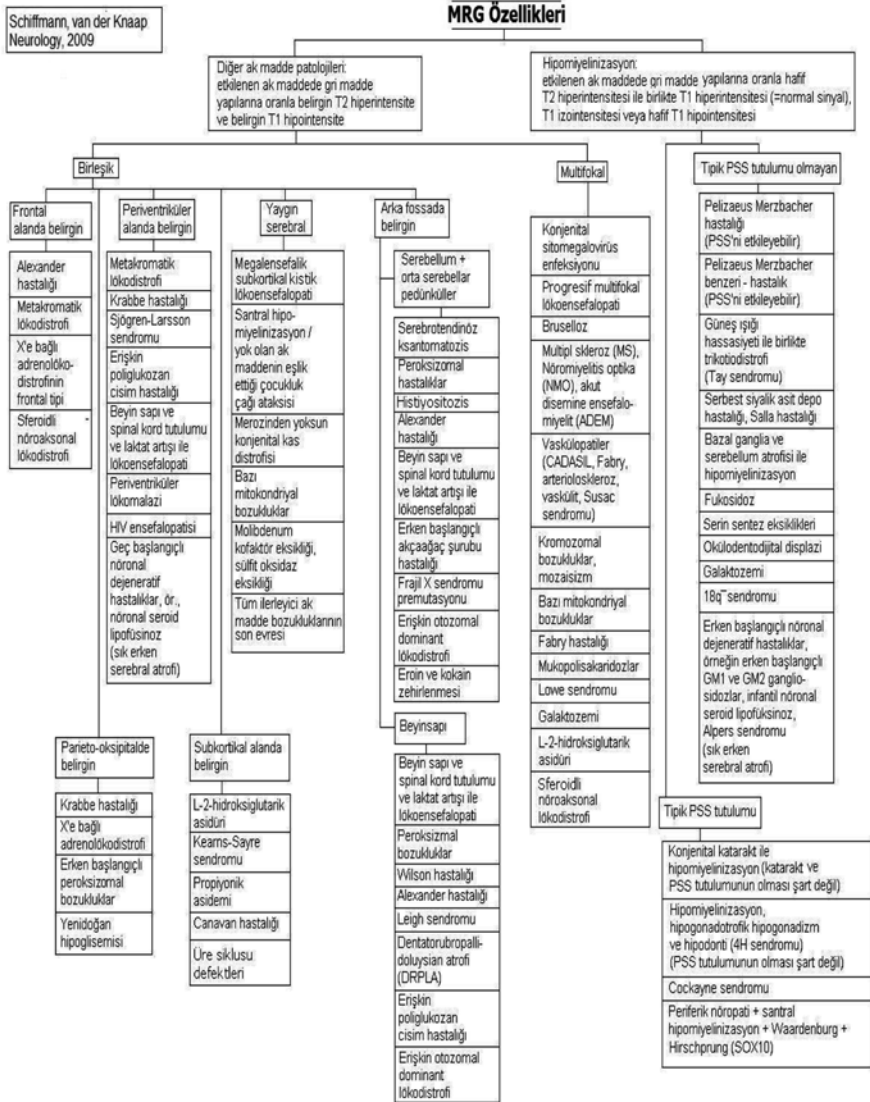 Schiffmann, van der Knaap
Neurology, 2009
MRG Özellikleri
Diğer ak madde patolojileri:
etkilenen ak maddede gri madde
yapılarına oranla belirgin T2 hiperintensite
ve belirgin T1 hipointensite
Hipomiyelinizasyon:
etkilenen ak maddede gri madde yapılarına oranla hafif
T2 hiperintensitesi ile birlikte T1 hiperintensitesi (=normal sinyal),
T1 izointensitesi veya hafif T1 hipointensitesi
Birleşik
Frontal
alanda belirgin
Alexander
hastalığı
Metakromatik
lökodistrofi
X'e bağlı
adrenolöko-
distrofinin
frontal tipi
Sferoidli -
nöroaksonal
lökodistrofi
Periventriküler
alanda belirgin
Metakromatik
lökodistrofi
Krabbe hastalığı
Sjögren-Larsson
sendromu
Erişkin
poliglukozan
cisim hastalığı
Beyin sapı ve
spinal kord tutulumu
ve laktat artışı ile
lökoensefalopati
Periventriküler
lökomalazi
HIV ensefalopatisi
Geç başlangıçlı
nöronal
dejeneratif
hastalıklar, ör.,
nöronal seroid
lipofüsinoz
(sık erken
serebral atrofi)
Yaygın
serebral
Megalensefalik
subkortikal kistik
lökoensefalopati
Santral hipo-
miyelinizasyon /
yok olan ak
maddenin eşlik
ettiği çocukluk
çağı ataksisi
Merozinden yoksun
konjenital kas
distrofisi
Bazı
mitokondriyal
bozukluklar
Molibdenum
kofaktör eksikliği,
sülfit oksidaz
eksikliği
Tüm ilerleyici ak
madde bozukluklarının
son evresi
Arka fossada
belirgin
Serebellum +
orta serebellar
pedünküller
Serebrotendinöz
ksantomatozis
Peroksizomal
hastalıklar
Histiyositozis
Alexander
hastalığı
Beyin sapı ve
spinal kord tutulumu
ve laktat artışı ile
lökoensefalopati
Erken başlangıçlı
akçaağaç şurubu
hastalığı
Frajil X sendromu
premutasyonu
Erişkin otozomal
dominant
lökodistrofi
Eroin ve kokain
zehirlenmesi
Beyinsapı
Beyin sapı ve
spinal kord tutulumu
ve laktat artışı ile
lökoensefalopati
Peroksizmal
bozukluklar
Wilson hastalığı
Alexander hastalığı
Leigh sendromu
Dentatorubropalli-
doluysian atrofi
(DRPLA)
Erişkin
poliglukozan
cisim hastalığı
Erişkin otozomal
dominant
lökodistrofi
Parieto-oksipitalde
belirgin
Krabbe hastalığı
X'e bağlı
adrenolökodistrofi
Erken başlangıçlı
peroksizomal
bozukluklar
Yenidoğan
hipoglisemisi
Subkortikal alanda
belirgin
L-2-hidroksiglutarik
asidüri
Kearns-Sayre
sendromu
Propiyonik
asidemi
Canavan hastalığı
Üre siklusu
defektleri
Multifokal
Konjenital
sitomegalovirüs
enfeksiyonu
Progresif multifokal
lökoensefalopati
Bruselloz
Multipl skleroz (MS),
Nöromiyelitis optika
(NMO), akut
disemine ensefalo-
miyelit (ADEM)
Vaskülopatiler
(CADASIL, Fabry,
arterioloskleroz,
vaskülit, Susac
sendromu)
Kromozomal
bozukluklar,
mozaisizm
Bazı mitokondriyal
bozukluklar
Fabry hastalığı
Mukopolisakaridozlar
Lowe sendromu
Galaktozemi
L-2-hidroksiglutarik
asidüri
Sferoidli
nöroaksonal
lökodistrofi
Tipik PSS tutulumu olmayan
Pelizaeus Merzbacher
hastalığı
(PSS'ni etkileyebilir)
Pelizaeus Merzbacher
benzeri - hastalık
(PSS'ni etkileyebilir)
Güneş ışığı
hassasiyeti ile birlikte
trikotiodistrofi
(Tay sendromu)
Serbest siyalik asit depo
hastalığı, Salla hastalığı
Bazal ganglia ve
serebellum atrofisi ile
hipomiyelinizasyon
Fukosidoz
Serin sentez eksiklikleri
Okülodentodijital displazi
Galaktozemi
18q¯ sendromu
Erken başlangıçlı nöronal
dejeneratif hastalıklar,
örneğin erken başlangıçlı
GM1 ve GM2 ganglio-
sidozlar, infantil nöronal
seroid lipofüksinoz,
Alpers sendromu
(sık erken
serebral atrofi)
Tipik PSS tutulumu
Konjenital katarakt ile
hipomiyelinizasyon (katarakt ve
PSS tutulumunun olması şart değil)
Hipomiyelinizasyon,
hipogonadotrofik hipogonadizm
ve hipodonti (4H sendromu)
(PSS tutulumunun olması şart değil)
Cockayne sendromu
Periferik nöropati + santral
hipomiyelinizasyon + Waardenburg +
Hirschprung (SOX10)